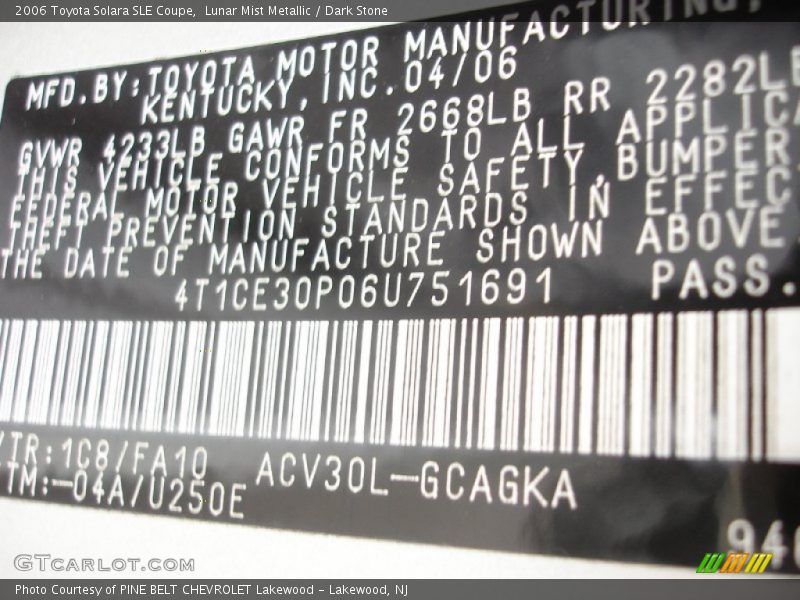 2006 Toyota Solara SLE Coupe, Lunar Mist Metallic / Dark Stone
MFD.BY:TOYOTA MOTOR MANUFACTURING,
KENTUCKY, INC. 04/06
GVWR 4233LB GAWR FR 2668LB RR 2282LB
THIS VEHICLE CONFORMS TO ALL APPLICA
FEDERAL MOTOR VEHICLE SAFETY, BUMPER
THEFT PREVENTION STANDARDS IN EFFEC
THE DATE OF MANUFACTURE SHOWN ABOVE
4T1CE30P06U751691 PASS.
/TR:1C8/FA10 ACV30L-GCAGKA
TM:-04A/U250E
940
GTCARLOT.COM
Photo Courtesy of PINE BELT CHEVROLET Lakewood - Lakewood, NJ